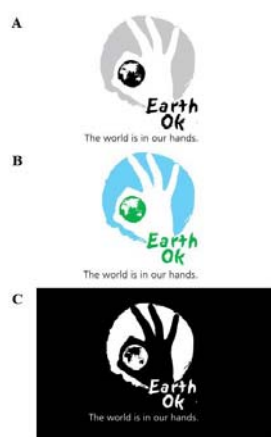 A
Earth
Ok
The world is in our hands.
B
Earth
Ok
The world is in our hands.
C
Earth
Ok
The world is in our hands.